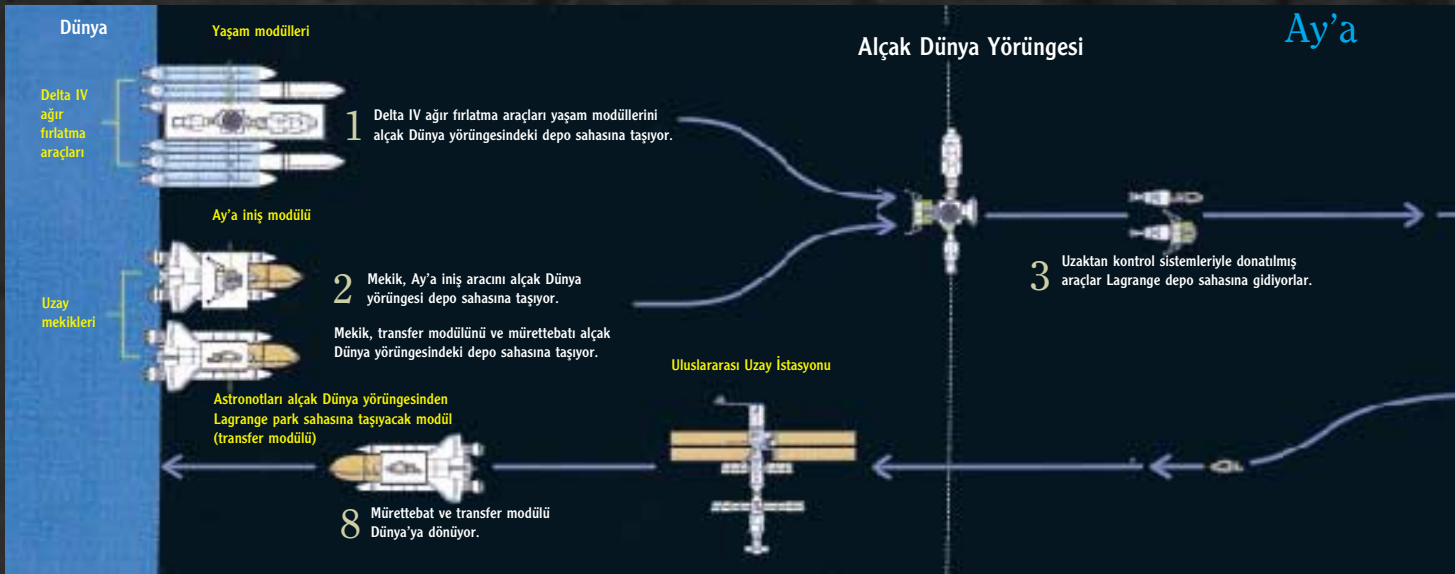 Dünya
Yaşam modülleri
Alçak Dünya Yörüngesi
Ay’a
Delta IV
ağır
fırlatma
araçları
1
Delta IV ağır fırlatma araçları yaşam modüllerini
alçak Dünya yörüngesindeki depo sahasına taşıyor.
Ay’a iniş modülü
Uzay
mekikleri
2
Mekik, Ay’a iniş aracını alçak Dünya
yörüngesi depo sahasına taşıyor.
Mekik, transfer modülünü ve mürettebatı alçak
Dünya yörüngesindeki depo sahasına taşıyor.
3
Uzaktan kontrol sistemleriyle donatılmış
araçlar Lagrange depo sahasına gidiyorlar.
Astronotları alçak Dünya yörüngesinden
Lagrange park sahasına taşıyacak modül
(transfer modülü)
Uluslararası Uzay İstasyonu
8
Mürettebat ve transfer modülü
Dünya’ya dönüyor.